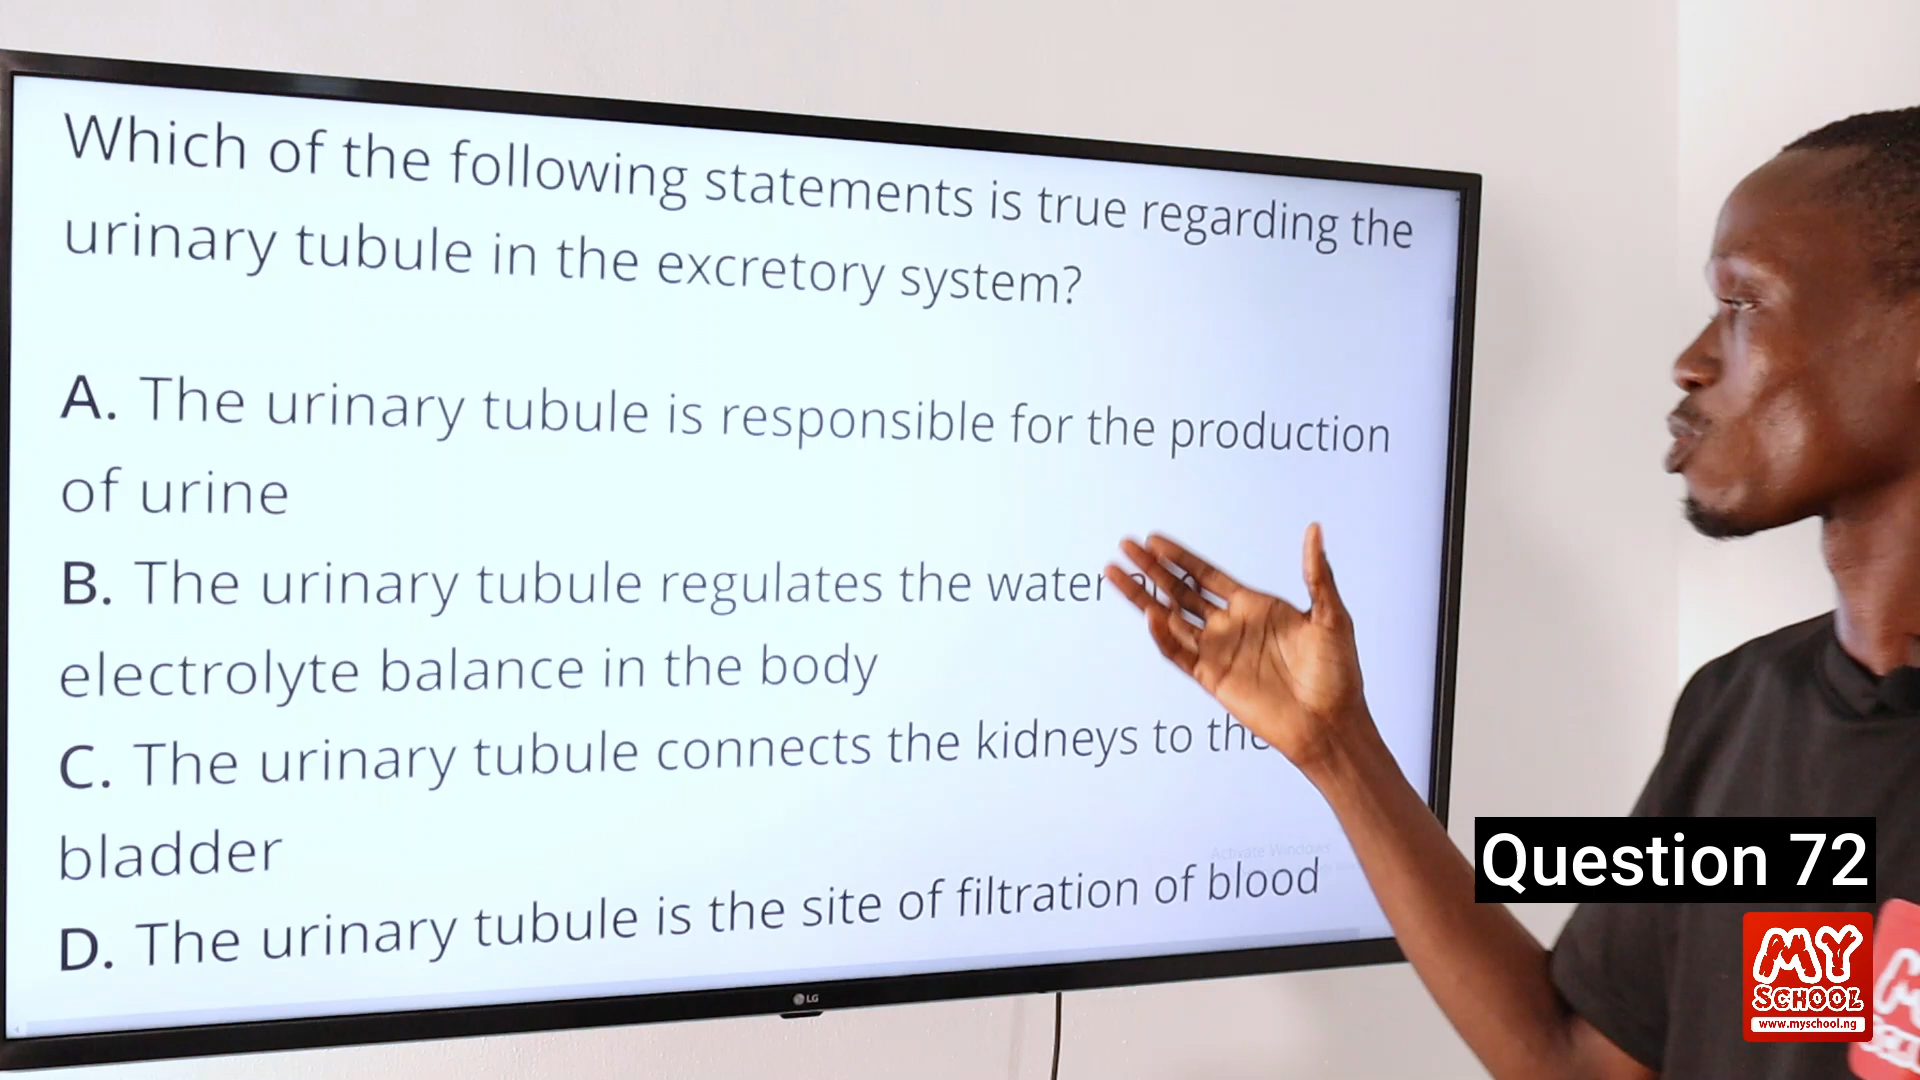 Which of the following statements is true regarding the
urinary tubule in the excretory system?
A. The urinary tubule is responsible for the production
of urine
B. The urinary tubule regulates the water
electrolyte balance in the body
C. The urinary tubule connects the kidneys to the
bladder
Activate Windows
D. The urinary tubule is the site of filtration of blood
LG
Question 72
MY
SCHOOL
www.myschool.ng